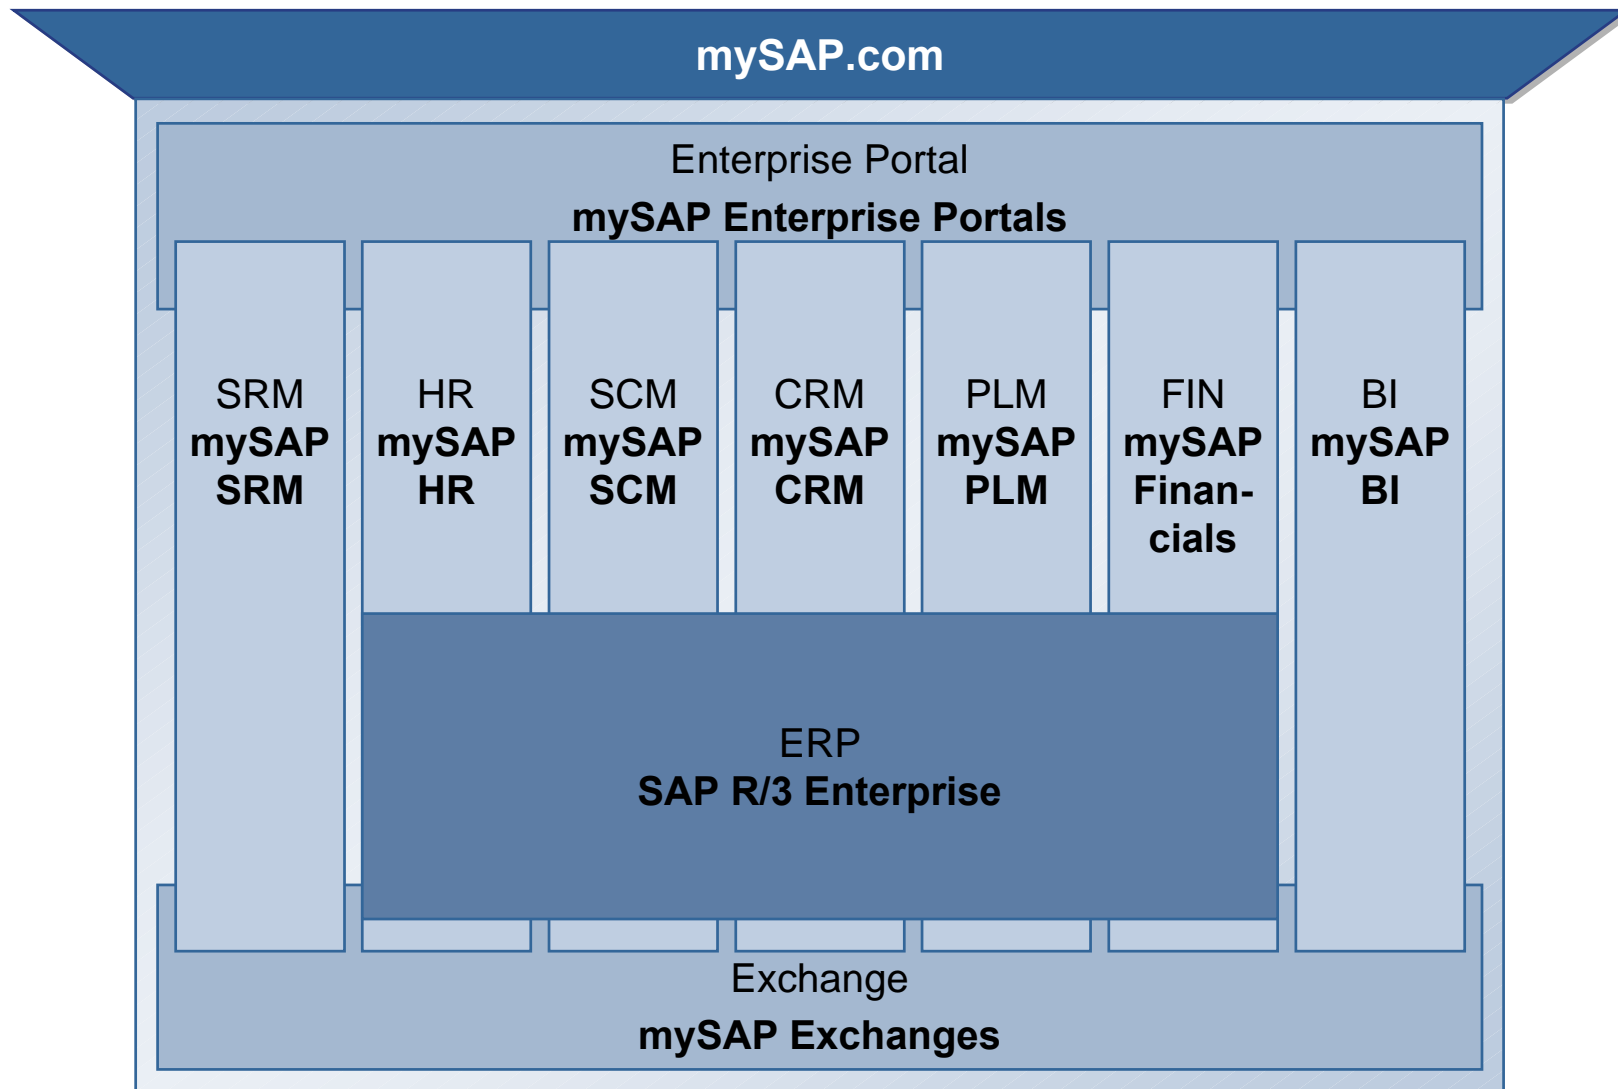 mySAP.com
Enterprise Portal
mySAP Enterprise Portals
SRM
mySAP
SRM
HR
mySAP
HR
SCM
mySAP
SCM
CRM
mySAP
CRM
PLM
mySAP
PLM
FIN
mySAP
Finan-
cials
BI
mySAP
BI
ERP
SAP R/3 Enterprise
Exchange
mySAP Exchanges